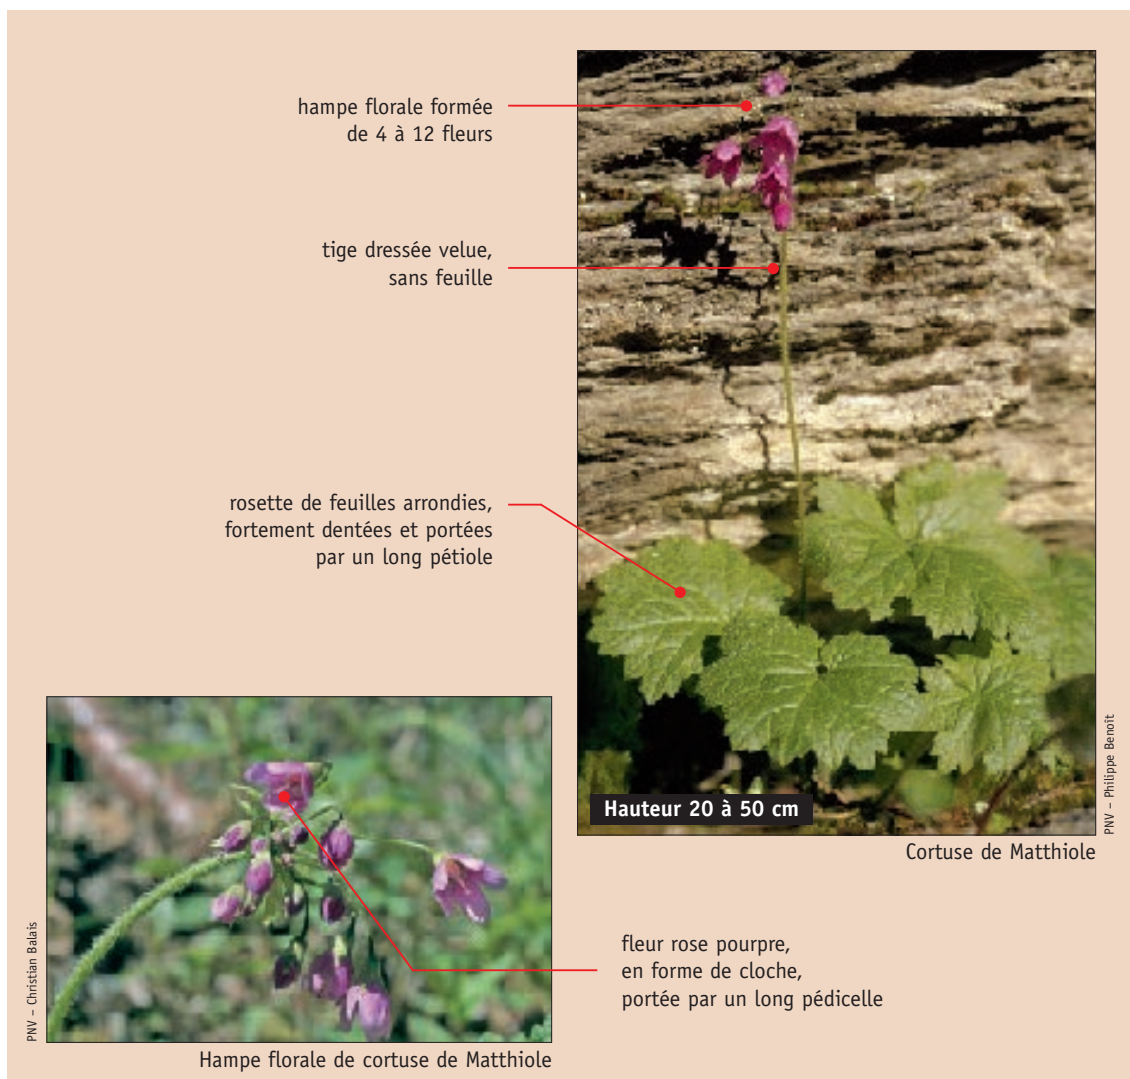 hampe florale formée
de 4 à 12 fleurs
tige dressée velue,
sans feuille
rosette de feuilles arrondies,
fortement dentées et portées
par un long pétiole
Hauteur 20 à 50 cm
PNV – Philippe Benoît
Cortuse de Matthiole
fleur rose pourpre,
en forme de cloche,
portée par un long pédicelle
PNV – Christian Balais
Hampe florale de cortuse de Matthiole